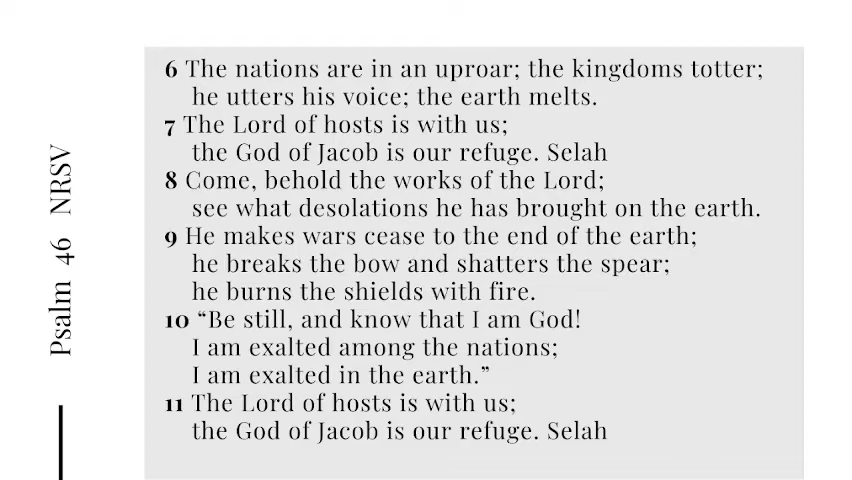 Psalm 46 NRSV
6 The nations are in an uproar; the kingdoms totter;
he utters his voice; the earth melts.
7 The Lord of hosts is with us;
the God of Jacob is our refuge. Selah
8 Come, behold the works of the Lord;
see what desolations he has brought on the earth.
9 He makes wars cease to the end of the earth;
he breaks the bow and shatters the spear;
he burns the shields with fire.
10 “Be still, and know that I am God!
I am exalted among the nations;
I am exalted in the earth.”
11 The Lord of hosts is with us;
the God of Jacob is our refuge. Selah